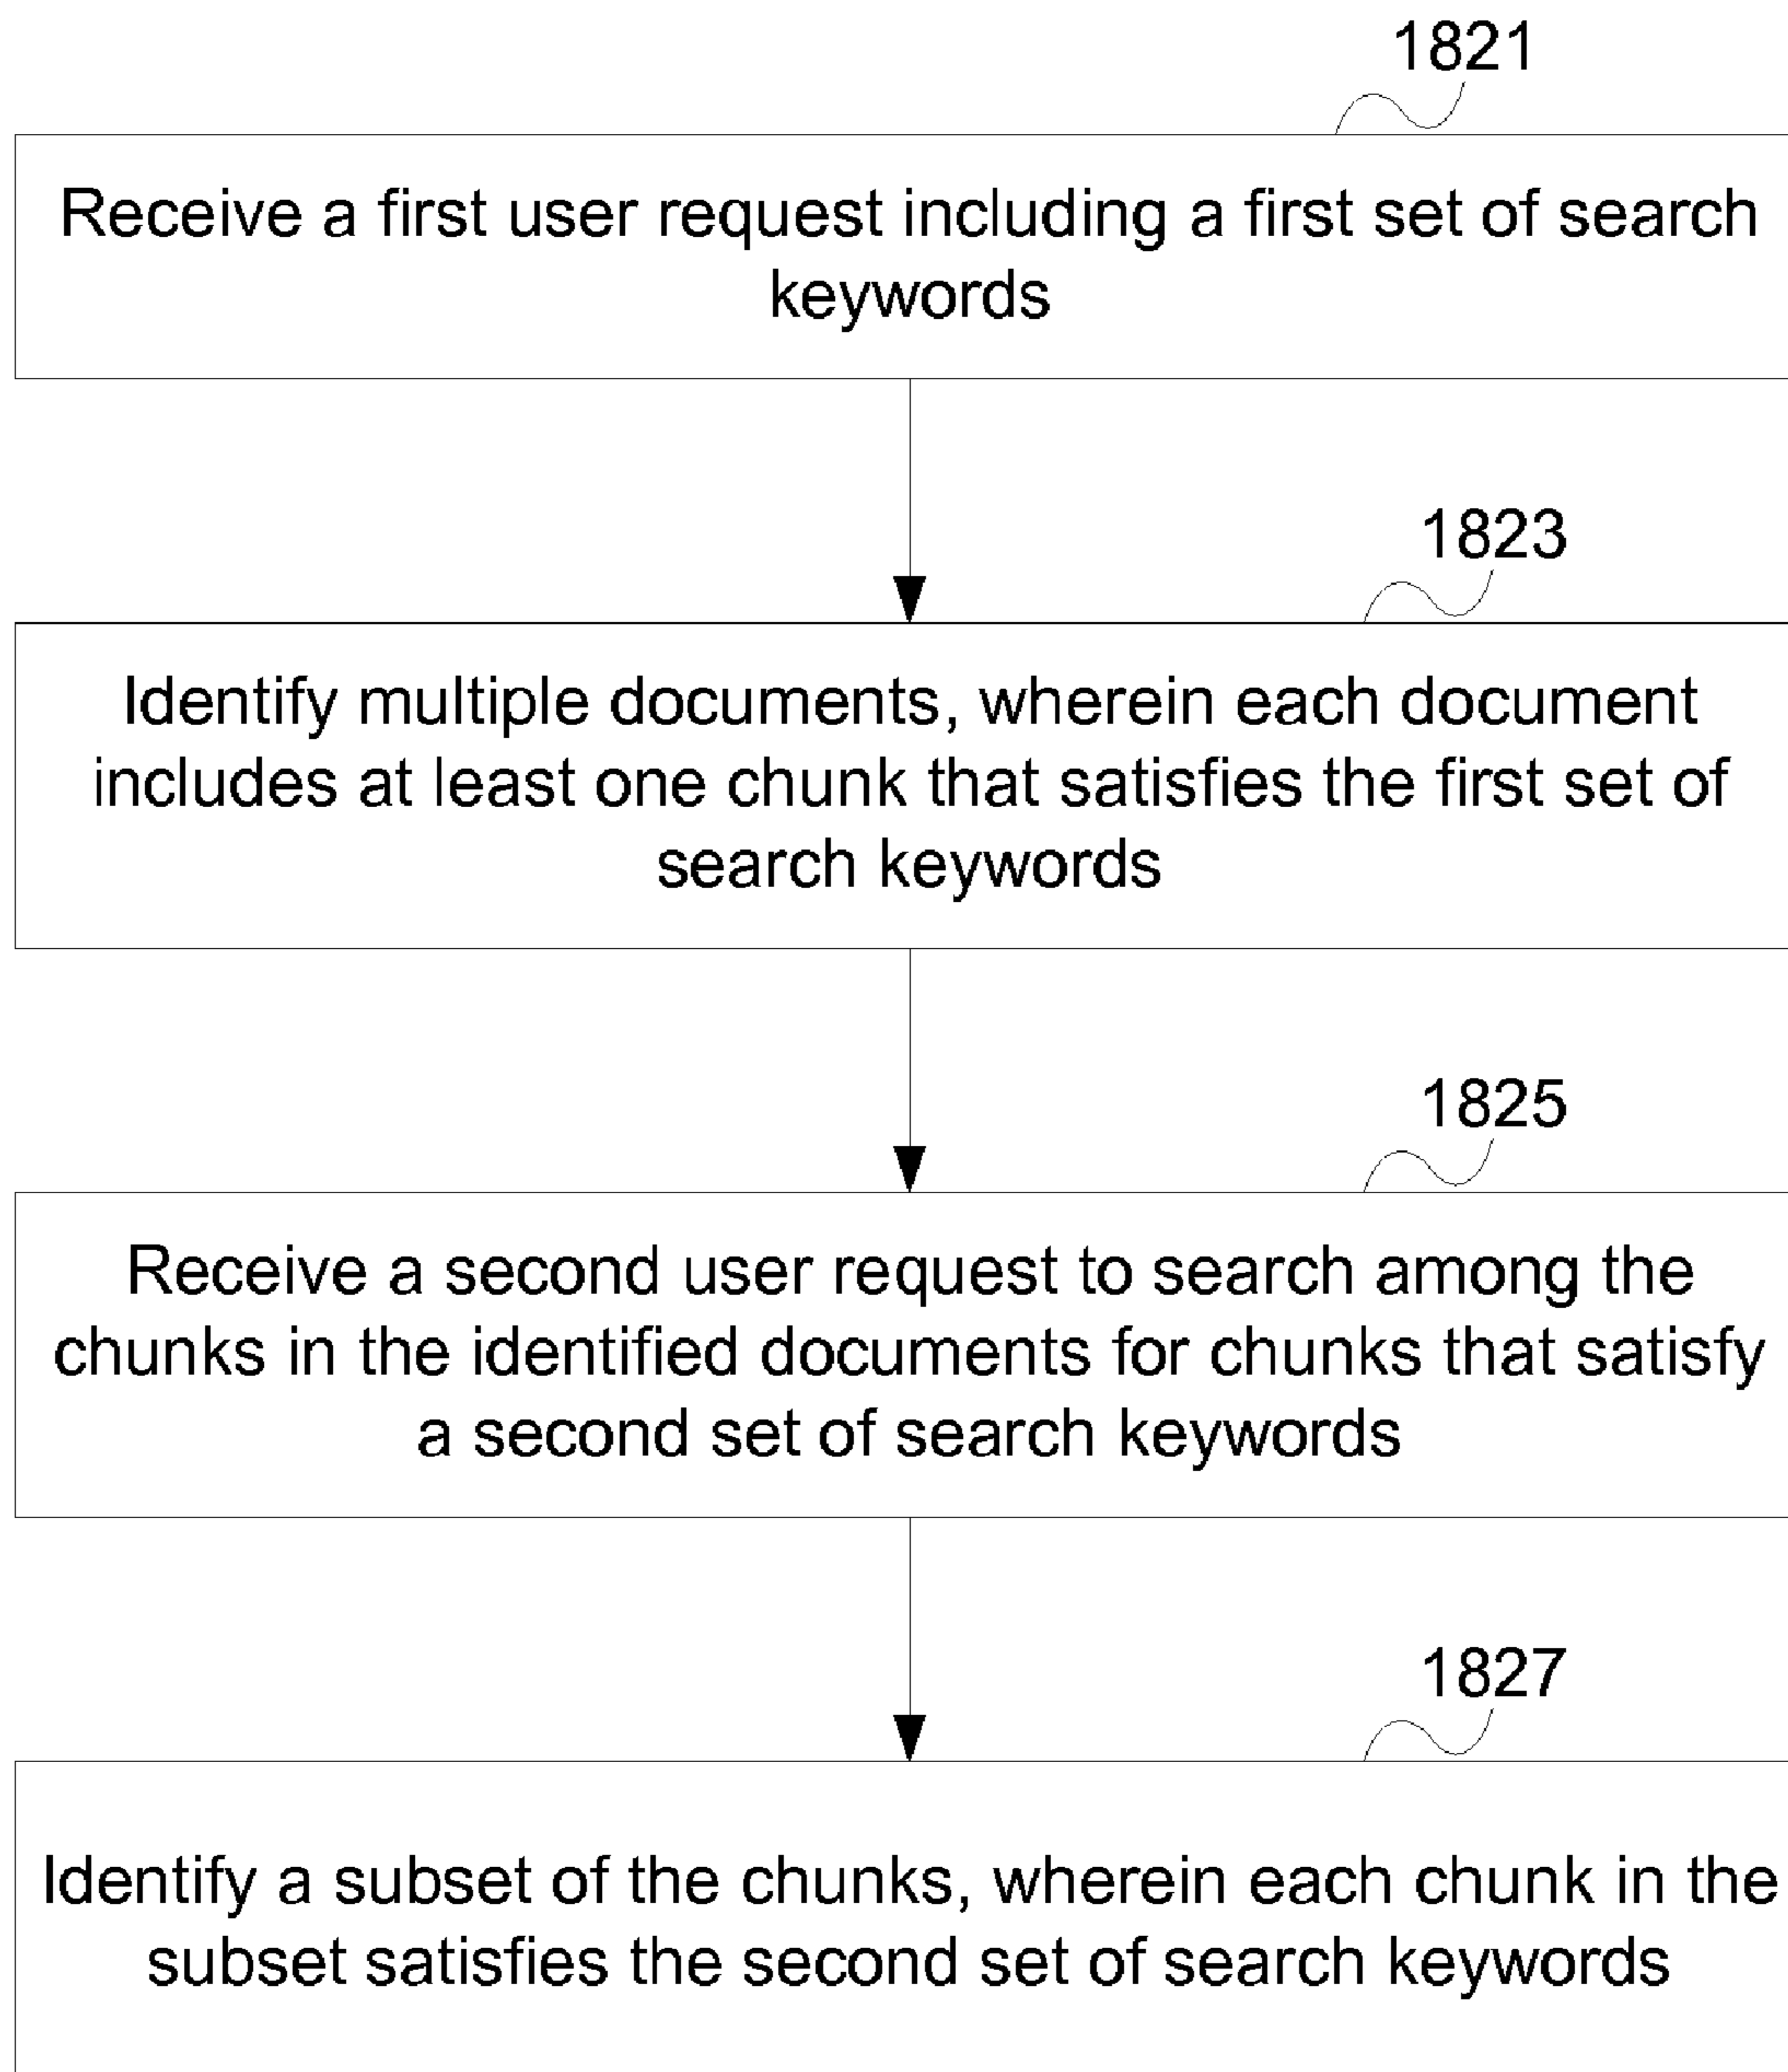 1821
Receive a first user request including a first set of search
keywords
1823
Identify multiple documents, wherein each document
includes at least one chunk that satisfies the first set of
search keywords
1825
Receive a second user request to search among the
chunks in the identified documents for chunks that satisfy
a second set of search keywords
1827
Identify a subset of the chunks, wherein each chunk in the
subset satisfies the second set of search keywords